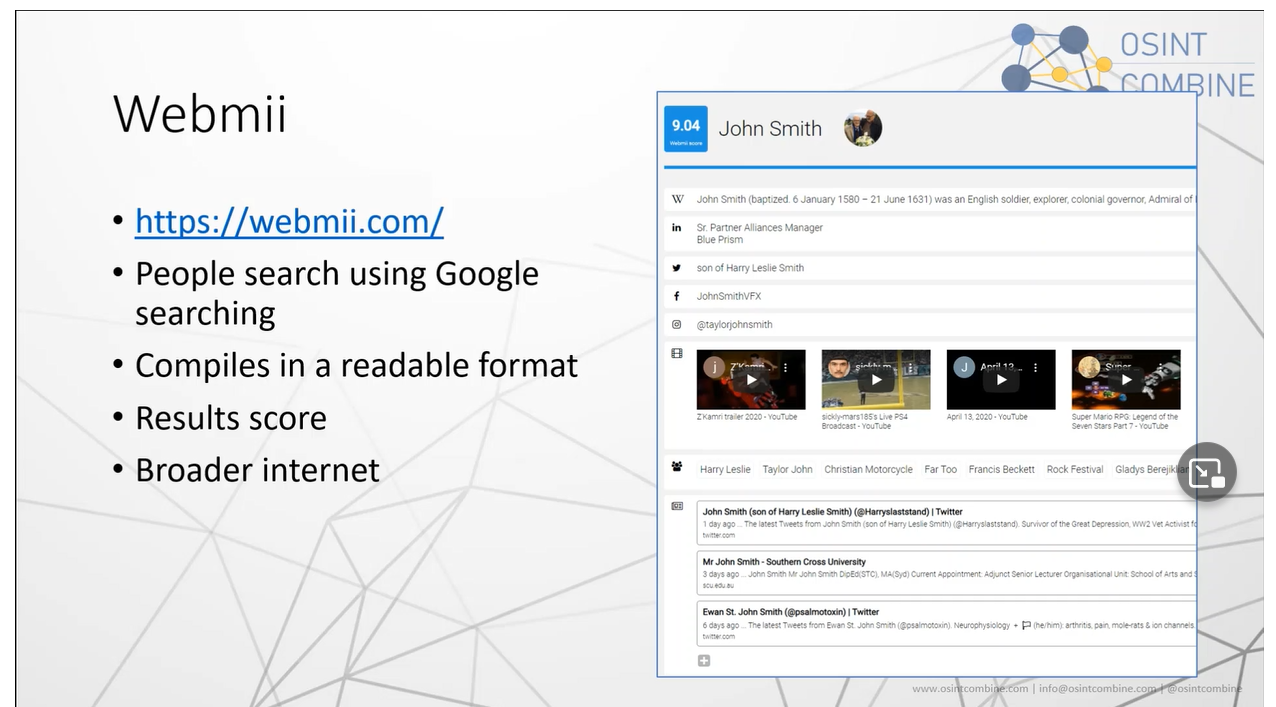 OSINT
COMBINE
Webmii
• https://webmii.com/
• People search using Google
searching
• Compiles in a readable format
• Results score
• Broader internet
9.04
Webmii score
John Smith
W John Smith (baptized. 6 January 1580 – 21 June 1631) was an English soldier, explorer, colonial governor, Admiral of
in Sr. Partner Alliances Manager
Blue Prism
son of Harry Leslie Smith
f JohnSmithVFX
@taylorjohnsmith
j Z'Kamri
sickly-m...
J April 13, ...
Super
Z'Kamri trailer 2020 - YouTube
sickly-mars185's Live PS4
Broadcast - YouTube
April 13, 2020 - YouTube
Super Mario RPG: Legend of the
Seven Stars Part 7 - YouTube
Harry Leslie Taylor John Christian Motorcycle Far Too Francis Beckett Rock Festival Gladys Berejiklian
John Smith (son of Harry Leslie Smith) (@Harryslaststand) | Twitter
1 day ago ... The latest Tweets from John Smith (son of Harry Leslie Smith) (@Harryslaststand). Survivor of the Great Depression, WW2 Vet Activist
twitter.com
Mr John Smith - Southern Cross University
3 days ago ... John Smith Mr John Smith DipEd(STC), MA(Syd) Current Appointment. Adjunct Senior Lecturer Organisational Unit: School of Arts and S
scu.edu.au
Ewan St. John Smith (@psalmotoxin) | Twitter
6 days ago ... The latest Tweets from Ewan St. John Smith (@psalmotoxin). Neurophysiology + (he/him): arthritis, pain, mole-rats & ion channels.
twitter.com
www.osintcombine.com | info@osintcombine.com | @osintcombine